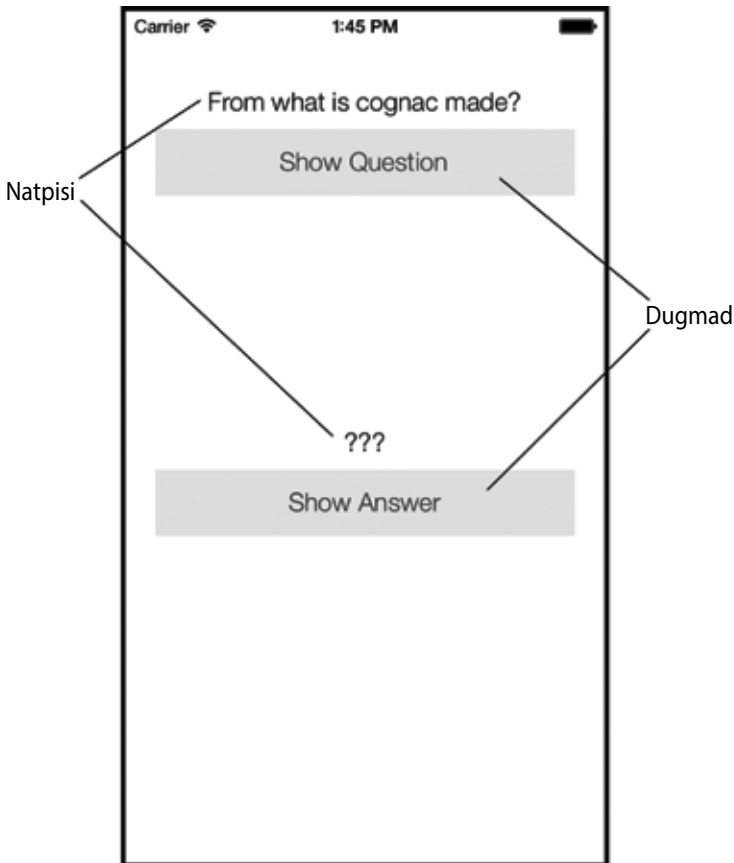 Carrier 1:45 PM
From what is cognac made?
Show Question
Natpisi
Dugmad
???
Show Answer